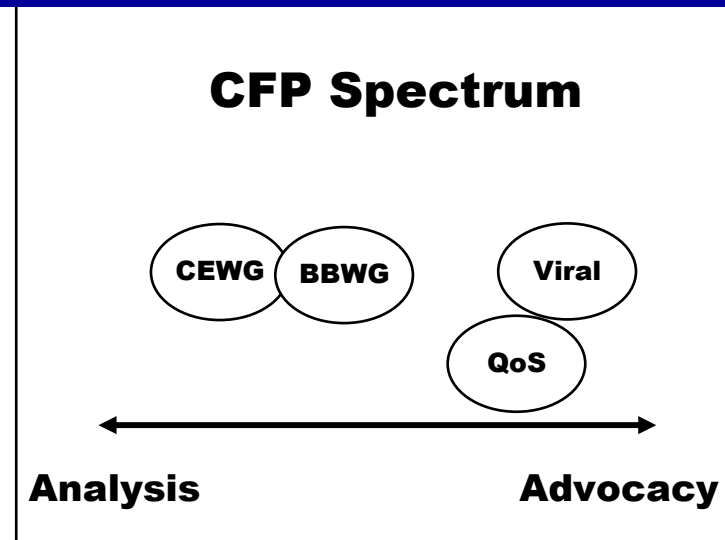 CFP Spectrum
CEWG
BBWG
Viral
QoS
Analysis
Advocacy